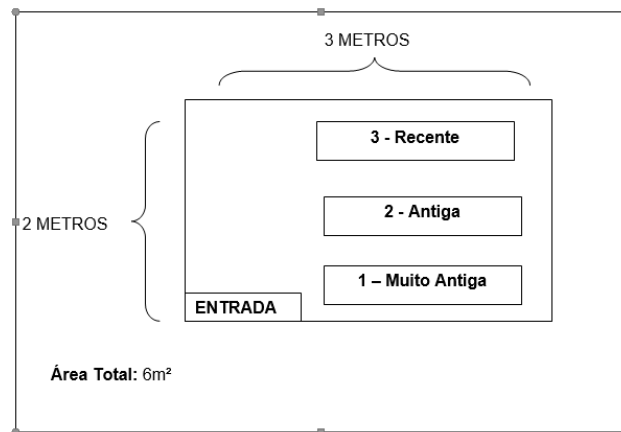 3 METROS
3 - Recente
2 METROS
2 - Antiga
1 – Muito Antiga
ENTRADA
Área Total: 6m²